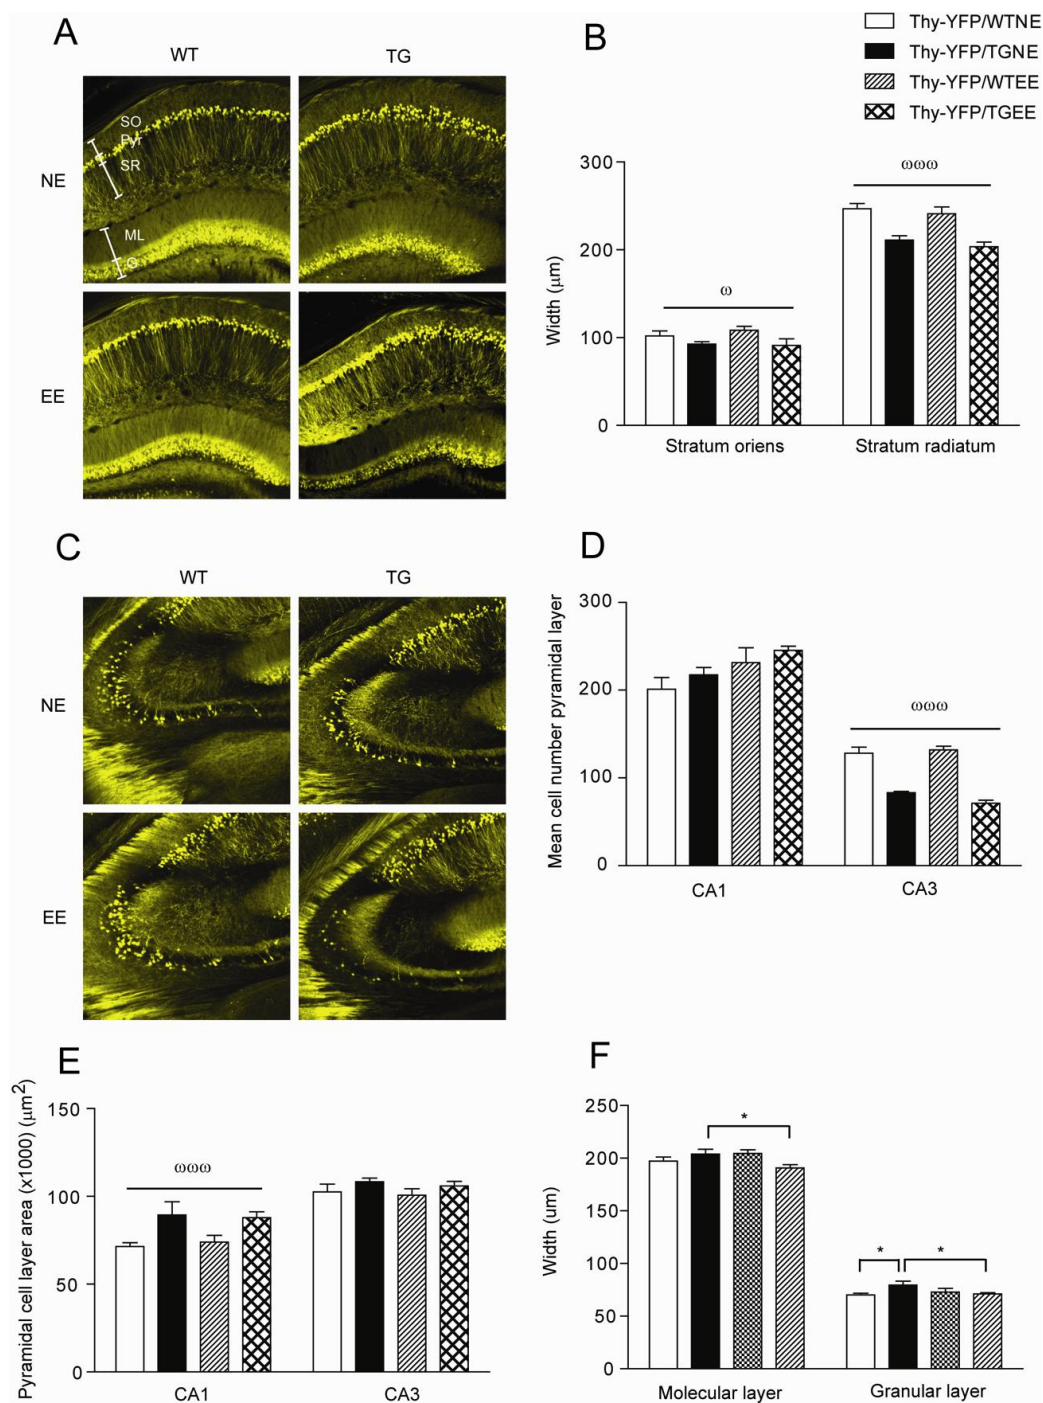 A
WT
TG
NE
SO
Pyr
SR
ML
G
EE
B
Thy-YFP/WTNE
Thy-YFP/TGNE
Thy-YFP/WTEE
Thy-YFP/TGEE
Width (μm)
300
200
100
0
ω
ωωω
Stratum oriens
Stratum radiatum
C
WT
TG
NE
EE
D
Mean cell number pyramidal layer
300
200
100
0
ωωω
CA1
CA3
E
Pyramidal cell layer area (x1000) (μm²)
150
100
50
0
ωωω
CA1
CA3
F
Width (um)
250
200
150
100
50
0
*
*
*
Molecular layer
Granular layer